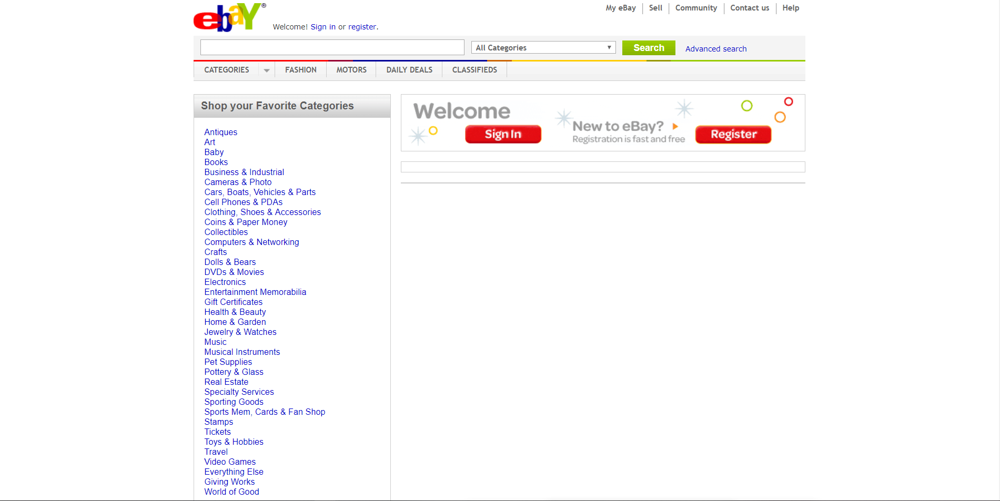 ebay®
My eBay Sell Community Contact us Help
Welcome! Sign in or register.
All Categories
Search
Advanced search
CATEGORIES FASHION MOTORS DAILY DEALS CLASSIFIEDS
Shop your Favorite Categories
Antiques
Art
Baby
Books
Business & Industrial
Cameras & Photo
Cars, Boats, Vehicles & Parts
Cell Phones & PDAs
Clothing, Shoes & Accessories
Coins & Paper Money
Collectibles
Computers & Networking
Crafts
Dolls & Bears
DVDs & Movies
Electronics
Entertainment Memorabilia
Gift Certificates
Health & Beauty
Home & Garden
Jewelry & Watches
Music
Musical Instruments
Pet Supplies
Pottery & Glass
Real Estate
Specialty Services
Sporting Goods
Sports Mem, Cards & Fan Shop
Stamps
Tickets
Toys & Hobbies
Travel
Video Games
Everything Else
Giving Works
World of Good
Welcome
Sign In
New to eBay?
Registration is fast and free
Register